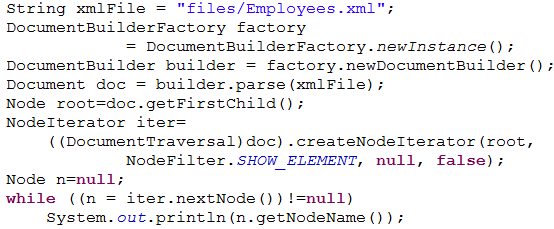 String xmlFile = "files/Employees.xml";
DocumentBuilderFactory factory
= DocumentBuilderFactory.newInstance();
DocumentBuilder builder = factory.newDocumentBuilder();
Document doc = builder.parse(xmlFile);
Node root=doc.getFirstChild();
NodeIterator iter=
((DocumentTraversal)doc).createNodeIterator(root,
NodeFilter.SHOW_ELEMENT, null, false);
Node n=null;
while ((n = iter.nextNode())!=null)
System.out.println(n.getNodeName());